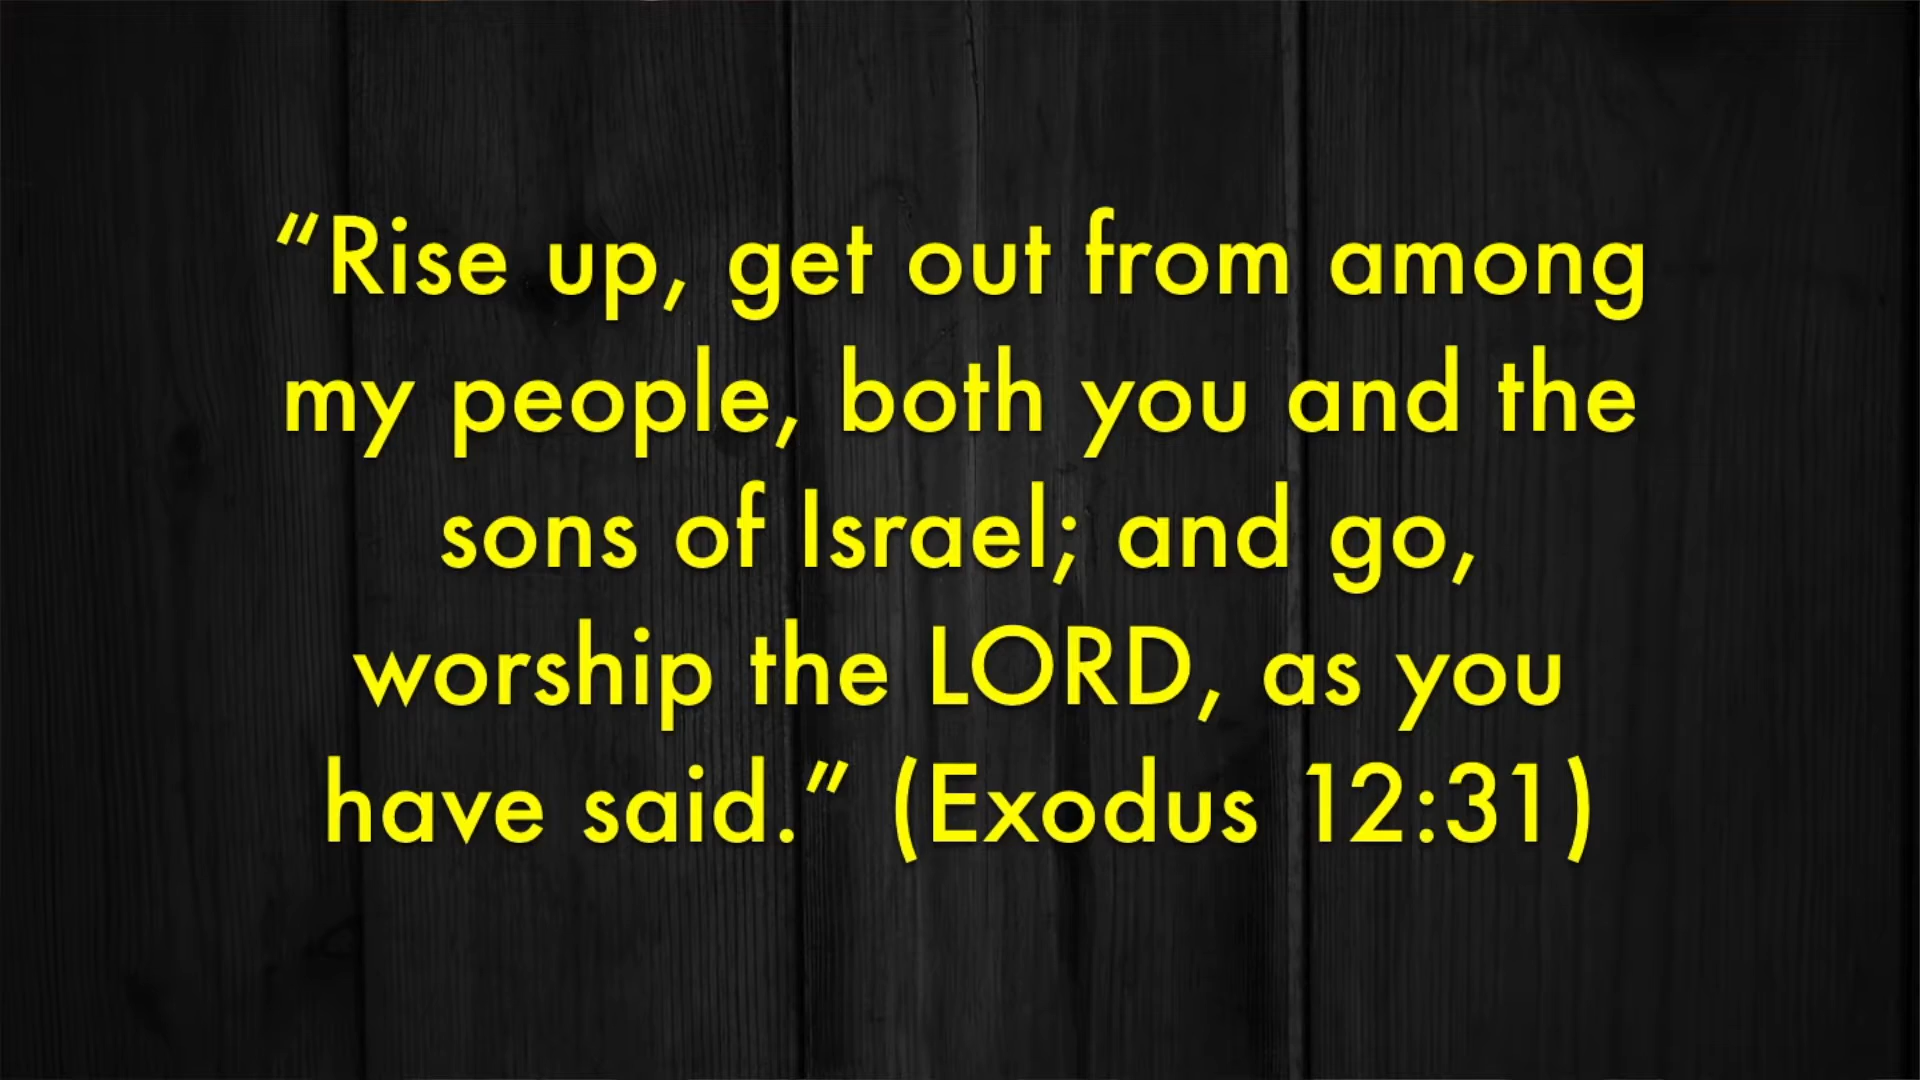 “Rise up, get out from among
my people, both you and the
sons of Israel; and go,
worship the LORD, as you
have said.” (Exodus 12:31)